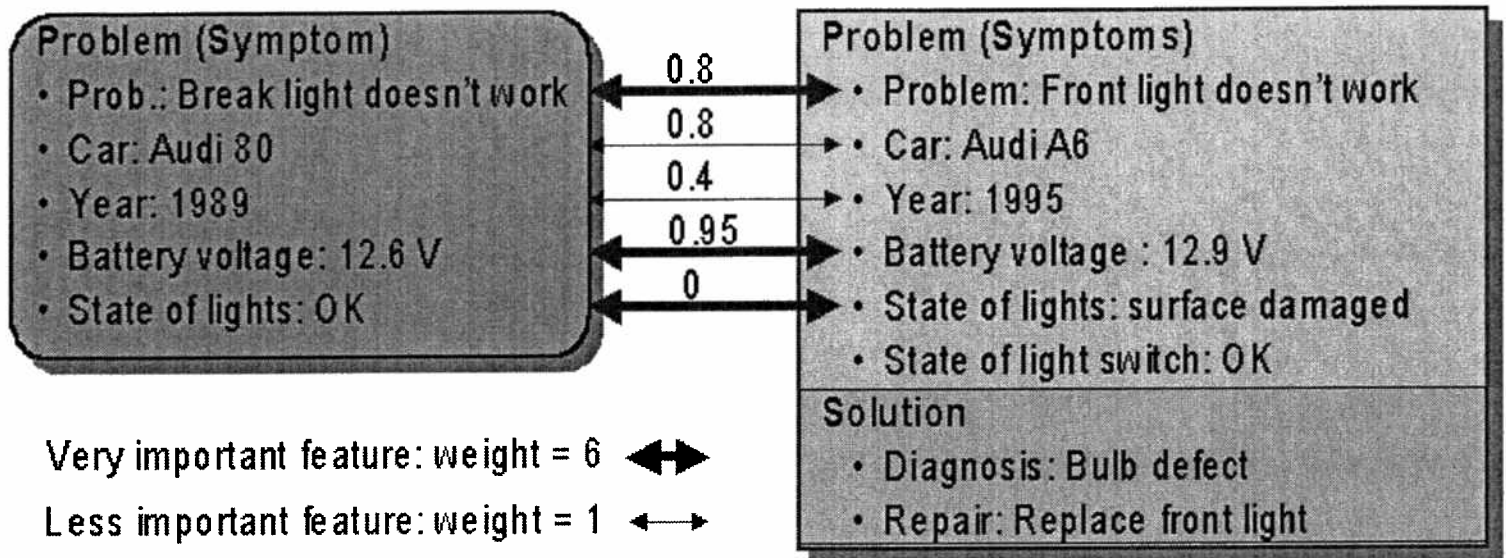 Problem (Symptom)
• Prob.: Break light doesn't work
• Car: Audi 80
• Year: 1989
• Battery voltage: 12.6 V
• State of lights: OK
0.8
0.8
0.4
0.95
0
Problem (Symptoms)
• Problem: Front light doesn't work
• Car: Audi A6
• Year: 1995
• Battery voltage : 12.9 V
• State of lights: surface damaged
• State of light switch: OK
Solution
• Diagnosis: Bulb defect
• Repair: Replace front light
Very important feature: weight = 6
Less important feature: weight = 1